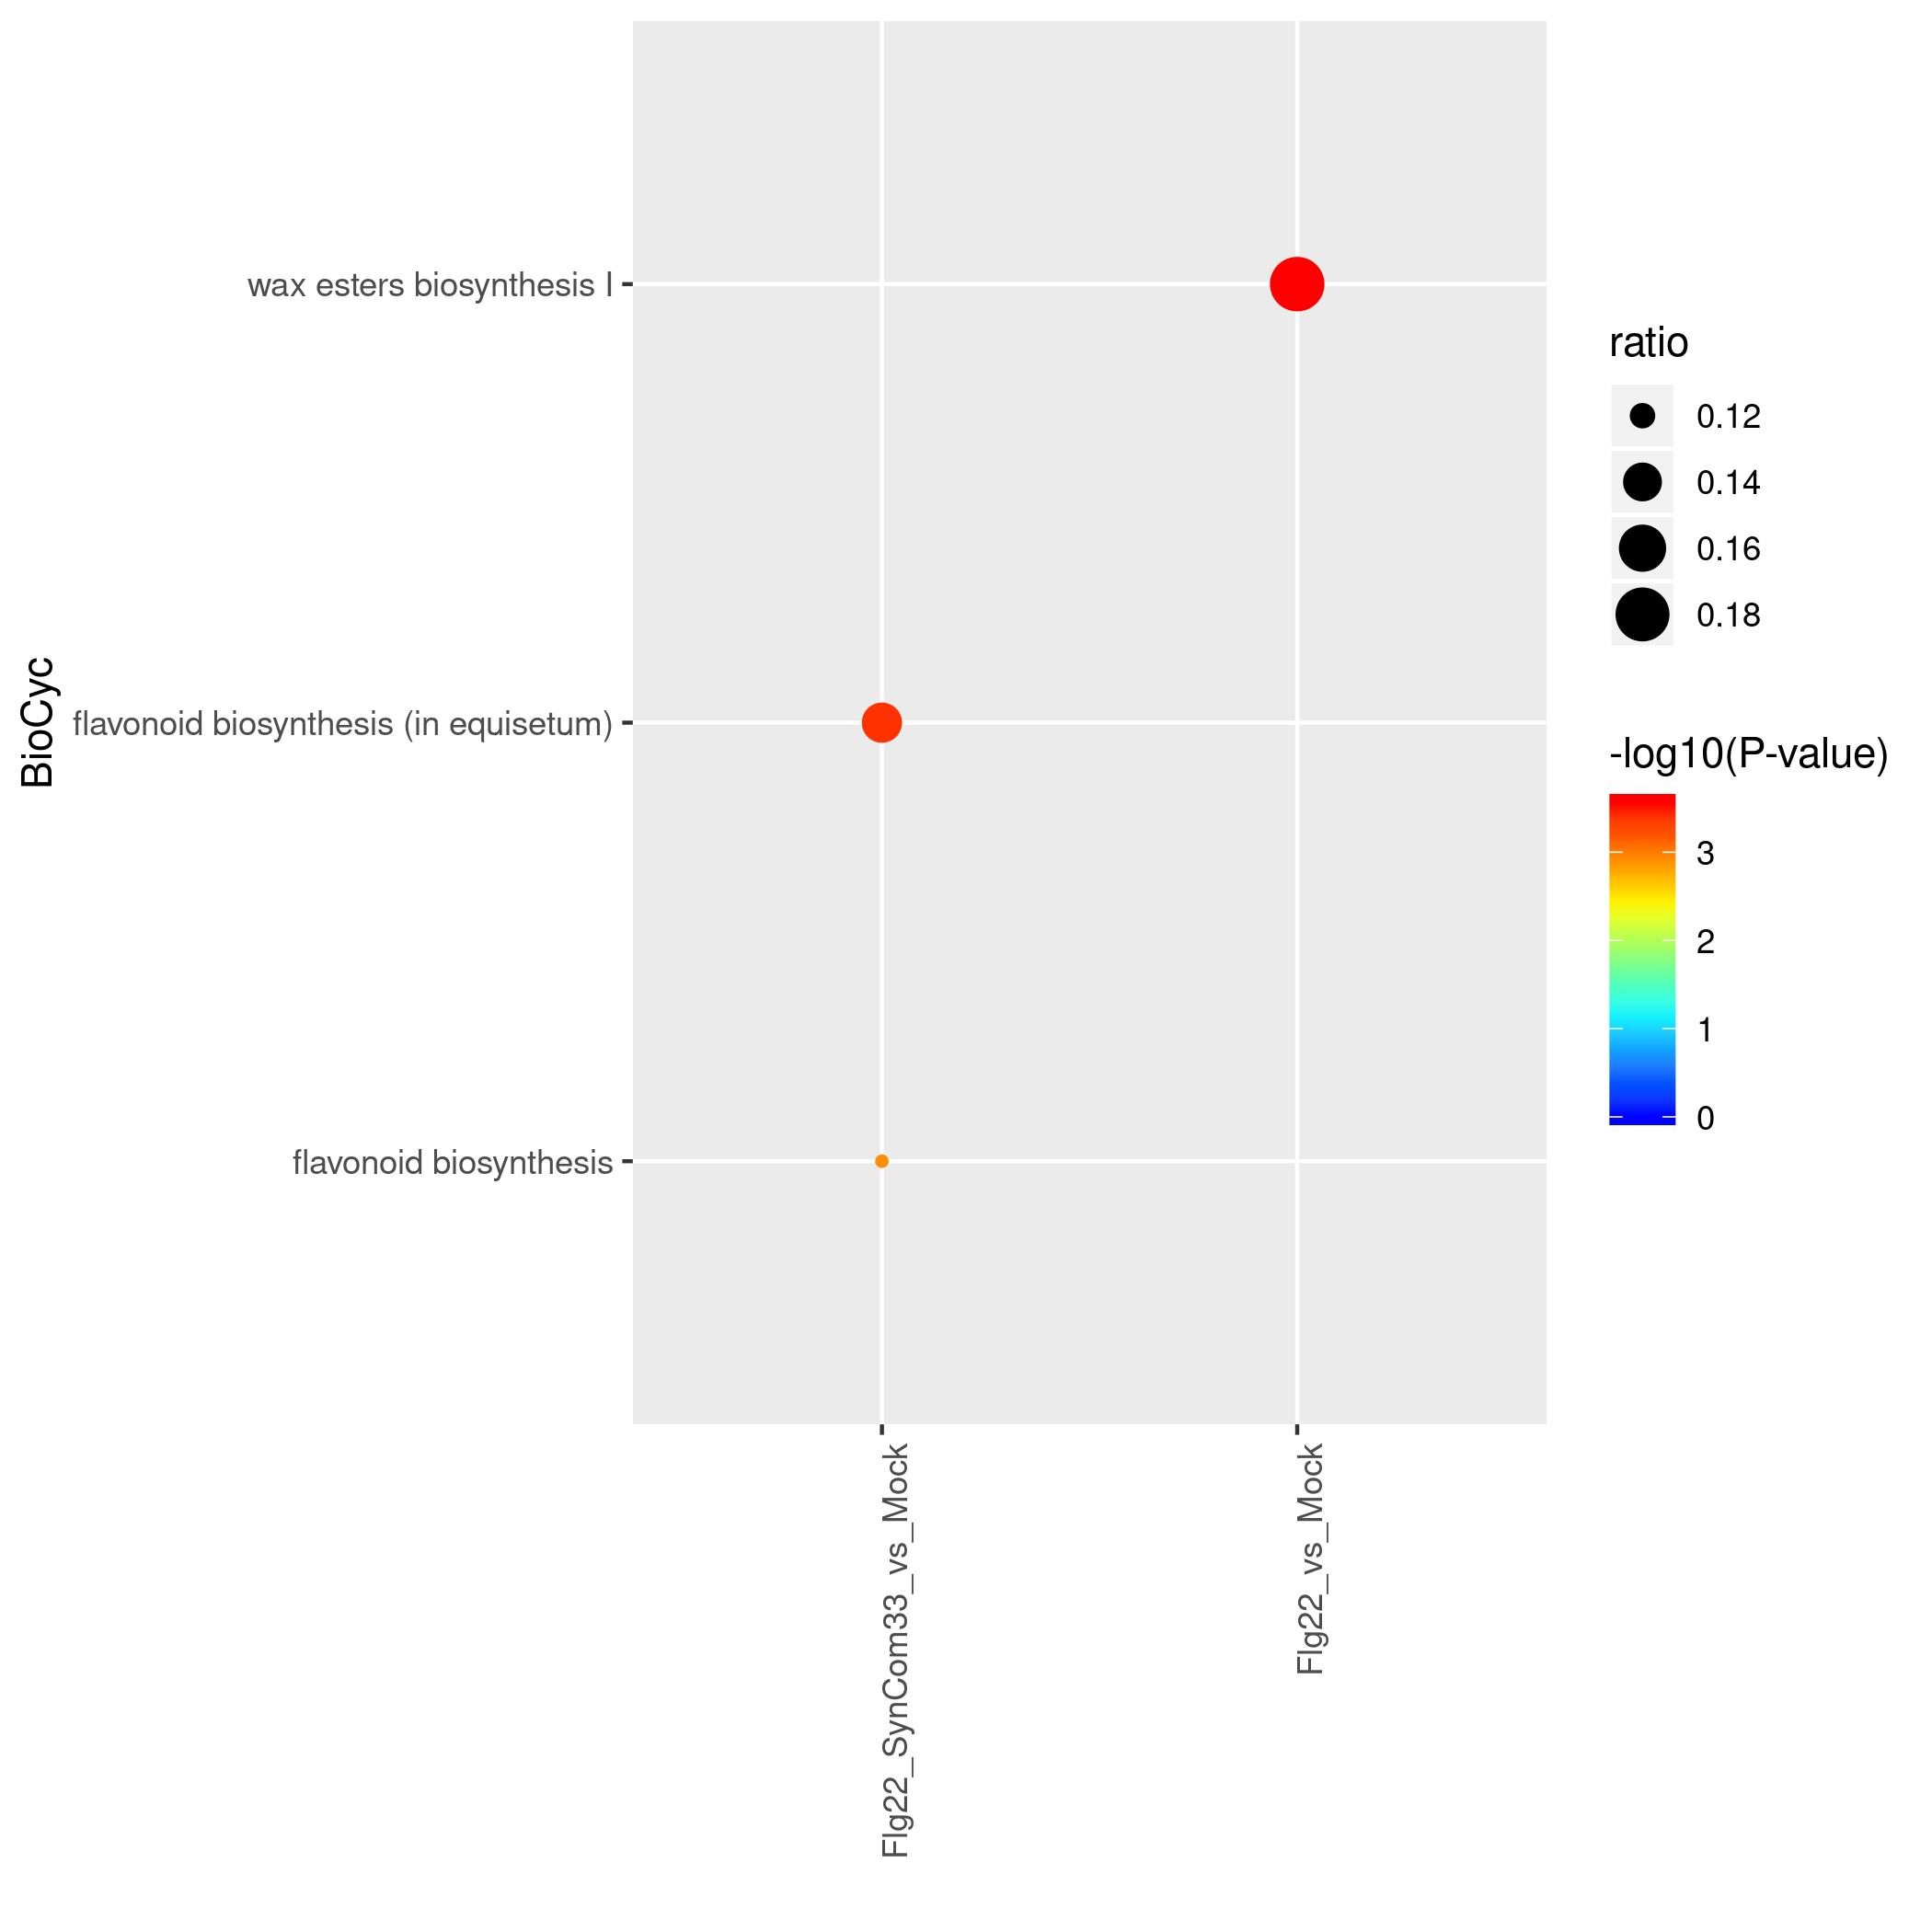 BioCyc
wax esters biosynthesis I
flavonoid biosynthesis (in equisetum)
flavonoid biosynthesis
Flg22_SynCom33_vs_Mock
Flg22_vs_Mock
ratio
0.12
0.14
0.16
0.18
-log10(P-value)
3
2
1
0